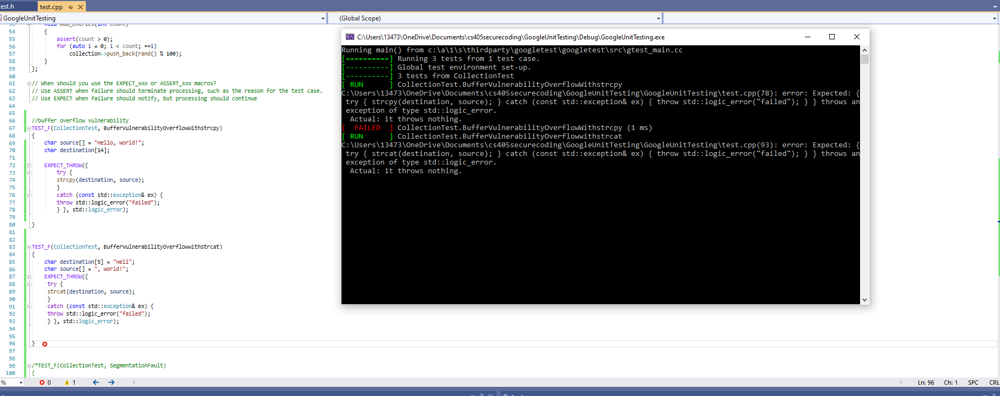 test.h
test.cpp
GoogleUnitTesting
(Global Scope)
53 void add_entries(int count)
54 {
55 assert(count > 0);
56 for (auto i = 0; i < count; ++i)
57 collection->push_back(rand() % 100);
58 }
59 };
60
61 // When should you use the EXPECT_xxx or ASSERT_xxx macros?
62 // Use ASSERT when failure should terminate processing, such as the reason for the test case.
63 // Use EXPECT when failure should notify, but processing should continue
64
65
66 //buffer overflow vulnerability
67 TEST_F(CollectionTest, BufferVulnerabilityOverflowWithstrcpy)
68 {
69 char source[] = "Hello, world!";
70 char destination[14];
71
72 EXPECT_THROW({
73 try {
74 strcpy(destination, source);
75 }
76 catch (const std::exception& ex) {
77 throw std::logic_error("failed");
78 } }, std::logic_error);
79
80 }
81
82
83 TEST_F(CollectionTest, BufferVulnerabilityOverflowwithstrcat)
84 {
85 char destination[5] = "Hell";
86 char source[] = ", world!";
87 EXPECT_THROW({
88 try {
89 strcat(destination, source);
90 }
91 catch (const std::exception& ex) {
92 throw std::logic_error("failed");
93 } }, std::logic_error);
94
95
96 }
97
98
99 /*TEST_F(CollectionTest, SegmentationFault)
100 {
% 0 1 Ln: 96 Ch: 1 SPC CRL
C:\Users\13473\OneDrive\Documents\cs405securecoding\GoogleUnitTesting\Debug\GoogleUnitTesting.exe
Running main() from c:\a\1\s\thirdparty\googletest\googletest\src\gtest_main.cc
[==========] Running 3 tests from 1 test case.
[----------] Global test environment set-up.
[----------] 3 tests from CollectionTest
[ RUN      ] CollectionTest.BufferVulnerabilityOverflowWithstrcpy
C:\Users\13473\OneDrive\Documents\cs405securecoding\GoogleUnitTesting\GoogleUnitTesting\test.cpp(78): error: Expected: {
try { strcpy(destination, source); } catch (const std::exception& ex) { throw std::logic_error("failed"); } } throws an
exception of type std::logic_error.
Actual: it throws nothing.
[  FAILED  ] CollectionTest.BufferVulnerabilityOverflowWithstrcpy (1 ms)
[ RUN      ] CollectionTest.BufferVulnerabilityOverflowwithstrcat
C:\Users\13473\OneDrive\Documents\cs405securecoding\GoogleUnitTesting\GoogleUnitTesting\test.cpp(93): error: Expected: {
try { strcat(destination, source); } catch (const std::exception& ex) { throw std::logic_error("failed"); } } throws an
exception of type std::logic_error.
Actual: it throws nothing.